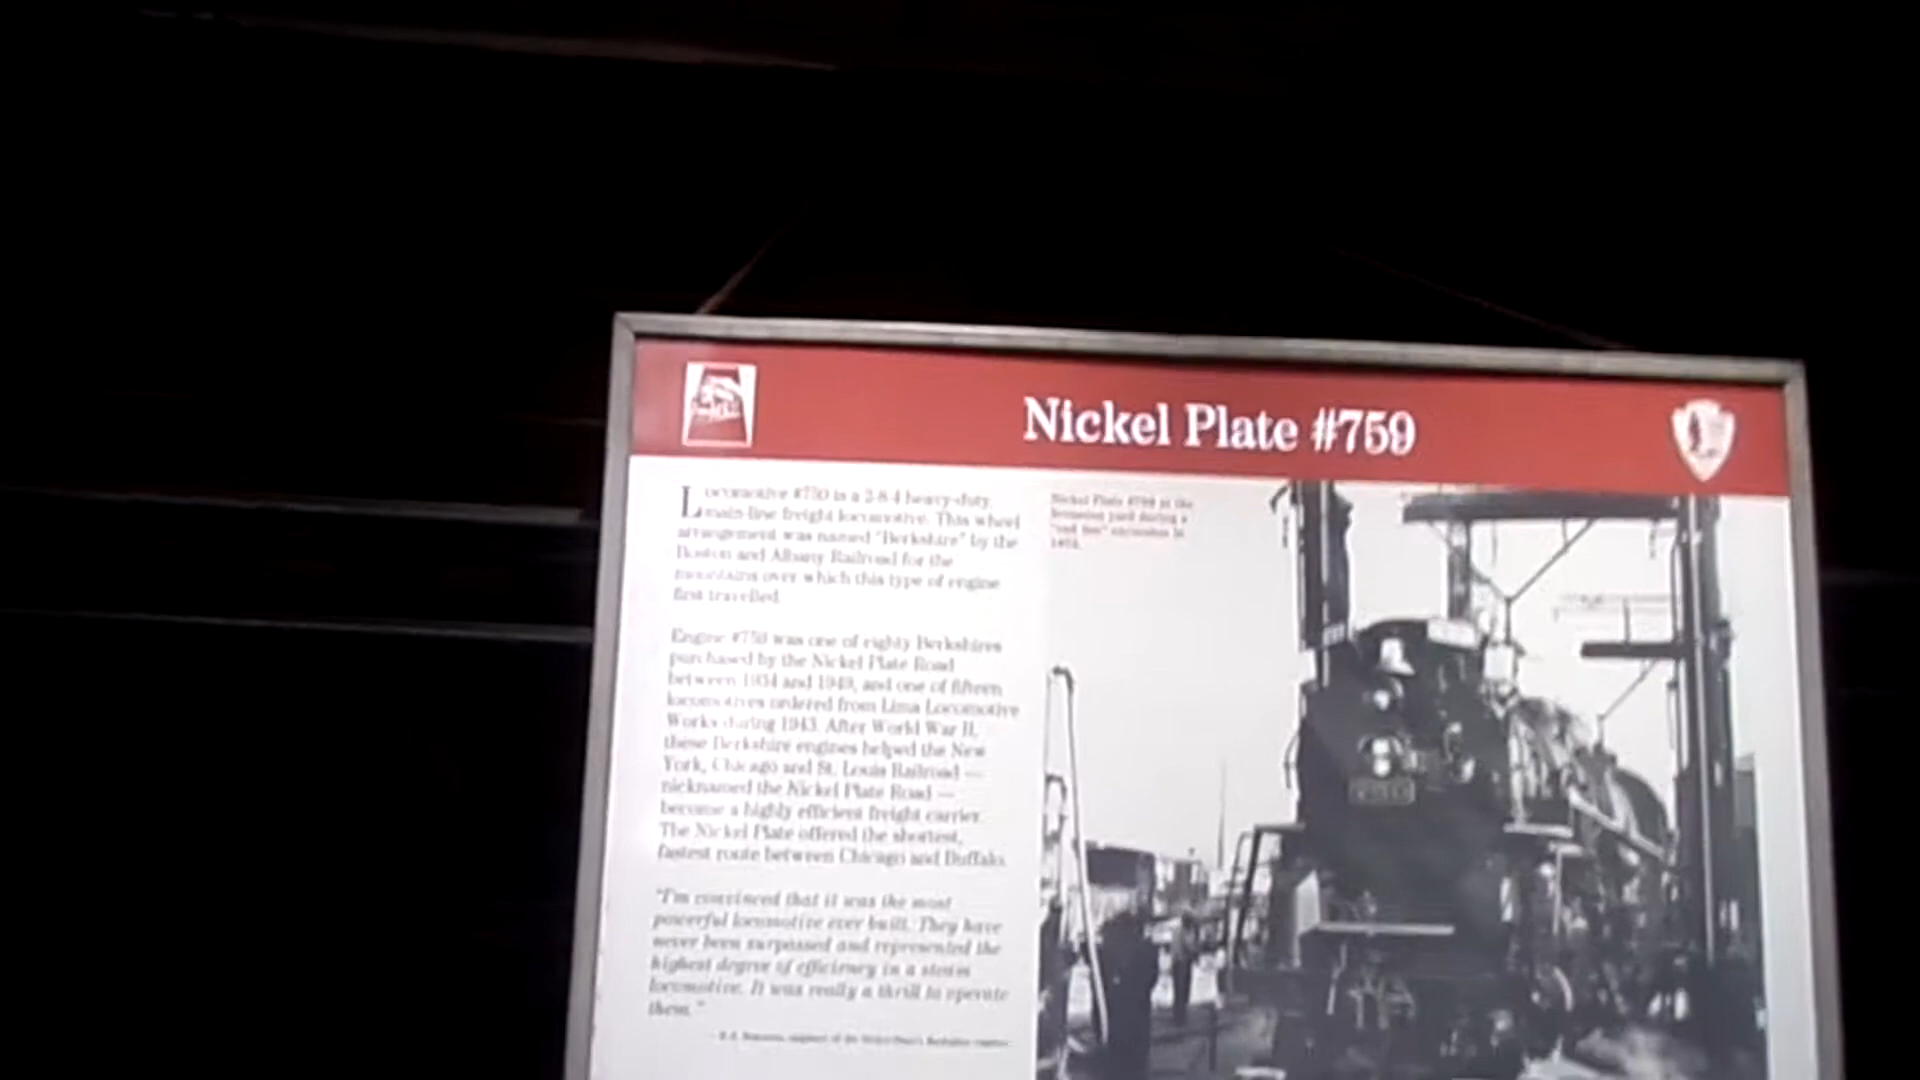 Nickel Plate #759
Locomotive #759 is a 2-8-4 heavy-duty
main-line freight locomotive. This wheel
arrangement was named "Berkshire" by the
Boston and Albany Railroad for the
mountains over which this type of engine
first travelled.
Nickel Plate #759 at the
yard during a
Engine #759 was one of eighty Berkshires
purchased by the Nickel Plate Road
between 1934 and 1949, and one of fifteen
locomotives ordered from Lima Locomotive
Works during 1943. After World War II,
these Berkshire engines helped the New
York, Chicago and St. Louis Railroad —
nicknamed the Nickel Plate Road —
become a highly efficient freight carrier.
The Nickel Plate offered the shortest,
fastest route between Chicago and Buffalo.
"I'm convinced that it was the most
powerful locomotive ever built. They have
never been surpassed and represented the
highest degree of efficiency in a steam
locomotive. It was really a thrill to operate
them."